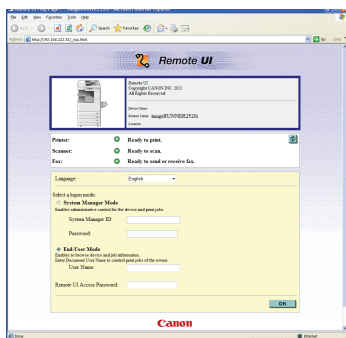 File Edit View Favorites Tools Help
Back Search Favorites
Address http://192.168.222.51/_top.html Go Links
Remote UI
Remote UI
Copyright CANON INC. 2012
All Rights Reserved
Device Name:
Product Name: imageRUNNER2520i
Location:
Printer: Ready to print.
Scanner: Ready to scan.
Fax: Ready to send or receive fax.
Language: English
Select a logon mode.
System Manager Mode
Enables administrative control for the device and print jobs.
System Manager ID:
Password:
End-User Mode
Enables to browse device and job information.
Enter Document User Name to control print jobs of the owner.
User Name:
Remote UI Access Password:
OK
Canon
Done Internet